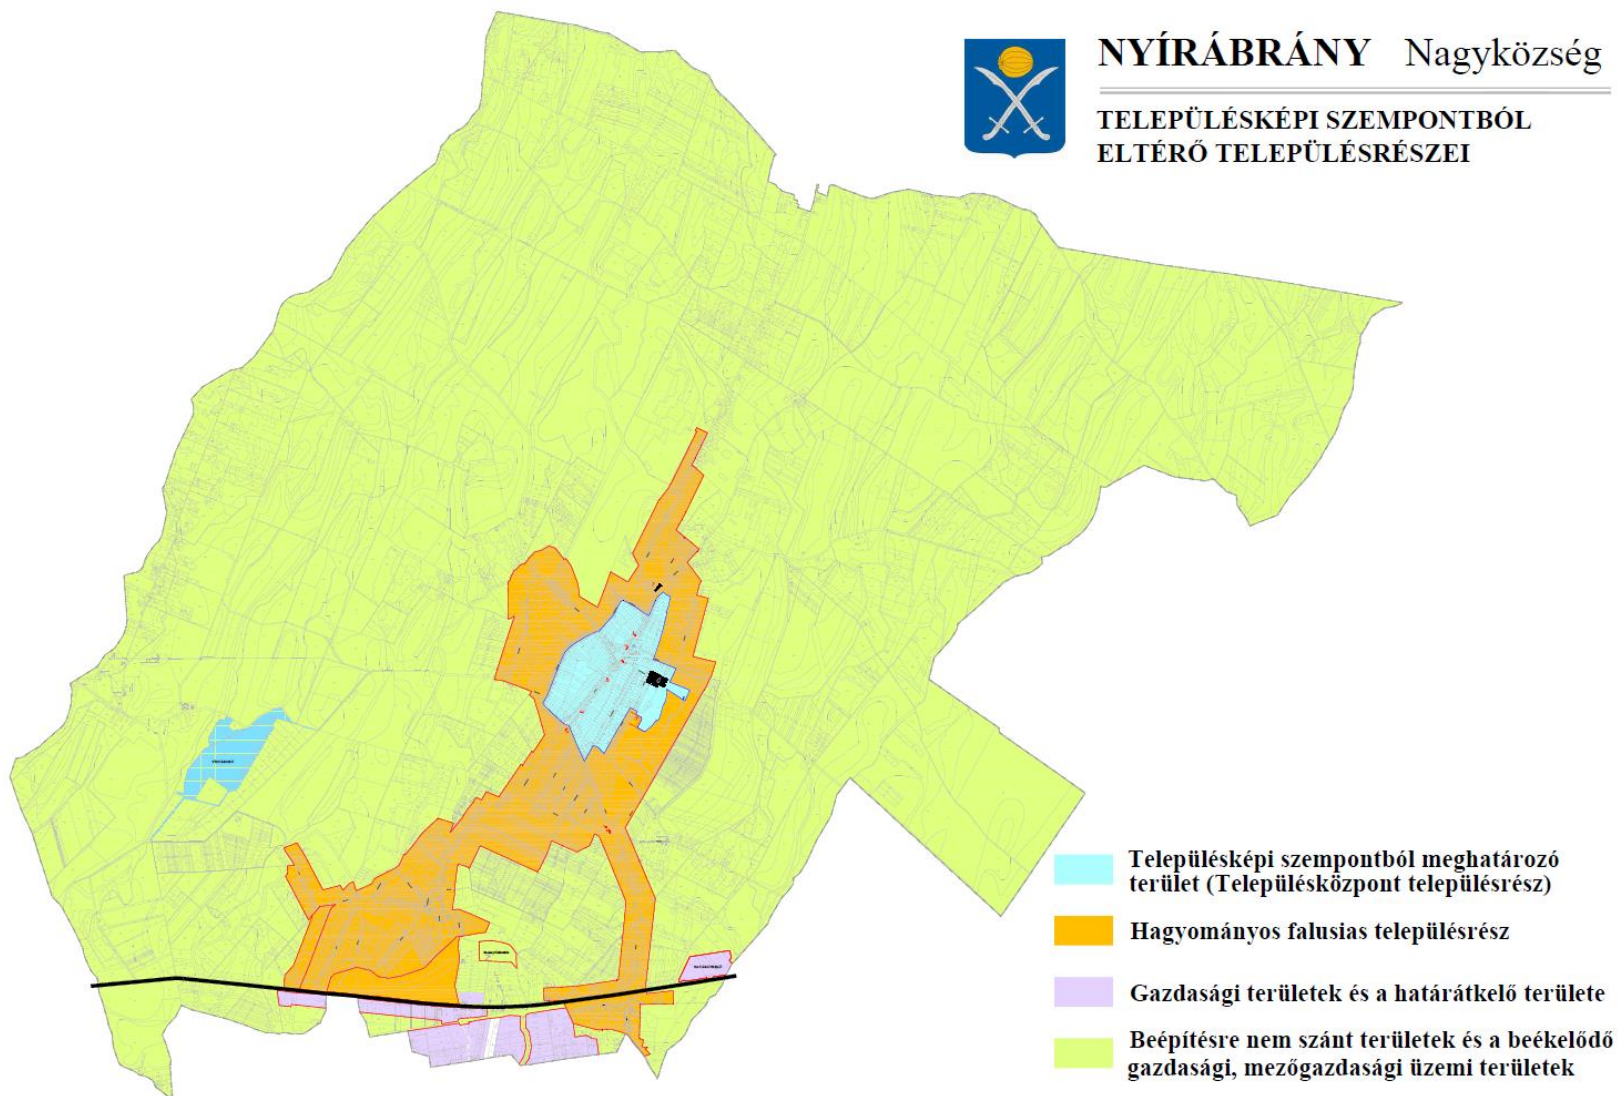 NYÍRÁBRÁNY Nagyközség
TELEPÜLÉSKÉPI SZEMPONTBÓL
ELTÉRŐ TELEPÜLÉSRÉSZEI
Településképi szempontból meghatározó
terület (Településközpont településrész)
Hagyományos falusias településrész
Gazdasági területek és a határátkelő területe
Beépítésre nem szánt területek és a beékelődő
gazdasági, mezőgazdasági üzemi területek